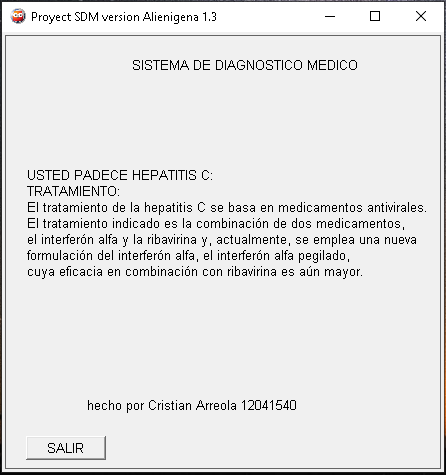 Proyect SDM version Alienigena 1.3
SISTEMA DE DIAGNOSTICO MEDICO
USTED PADECE HEPATITIS C:
TRATAMIENTO:
El tratamiento de la hepatitis C se basa en medicamentos antivirales.
El tratamiento indicado es la combinación de dos medicamentos,
el interferón alfa y la ribavirina y, actualmente, se emplea una nueva
formulación del interferón alfa, el interferón alfa pegilado,
cuya eficacia en combinación con ribavirina es aún mayor.
hecho por Cristian Arreola 12041540
SALIR